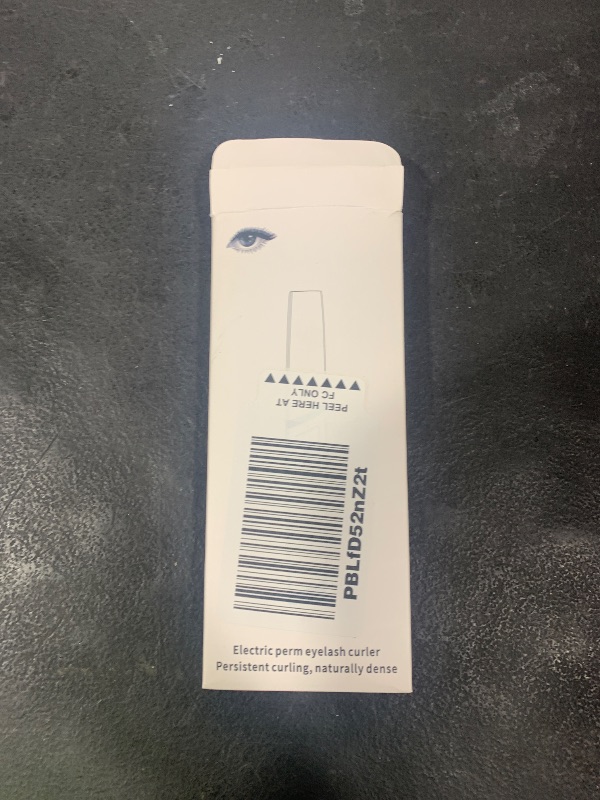 PEEL HERE AT
FC ONLY
PBLfD52nZ2t
Electric perm eyelash curler
Persistent curling, naturally dense